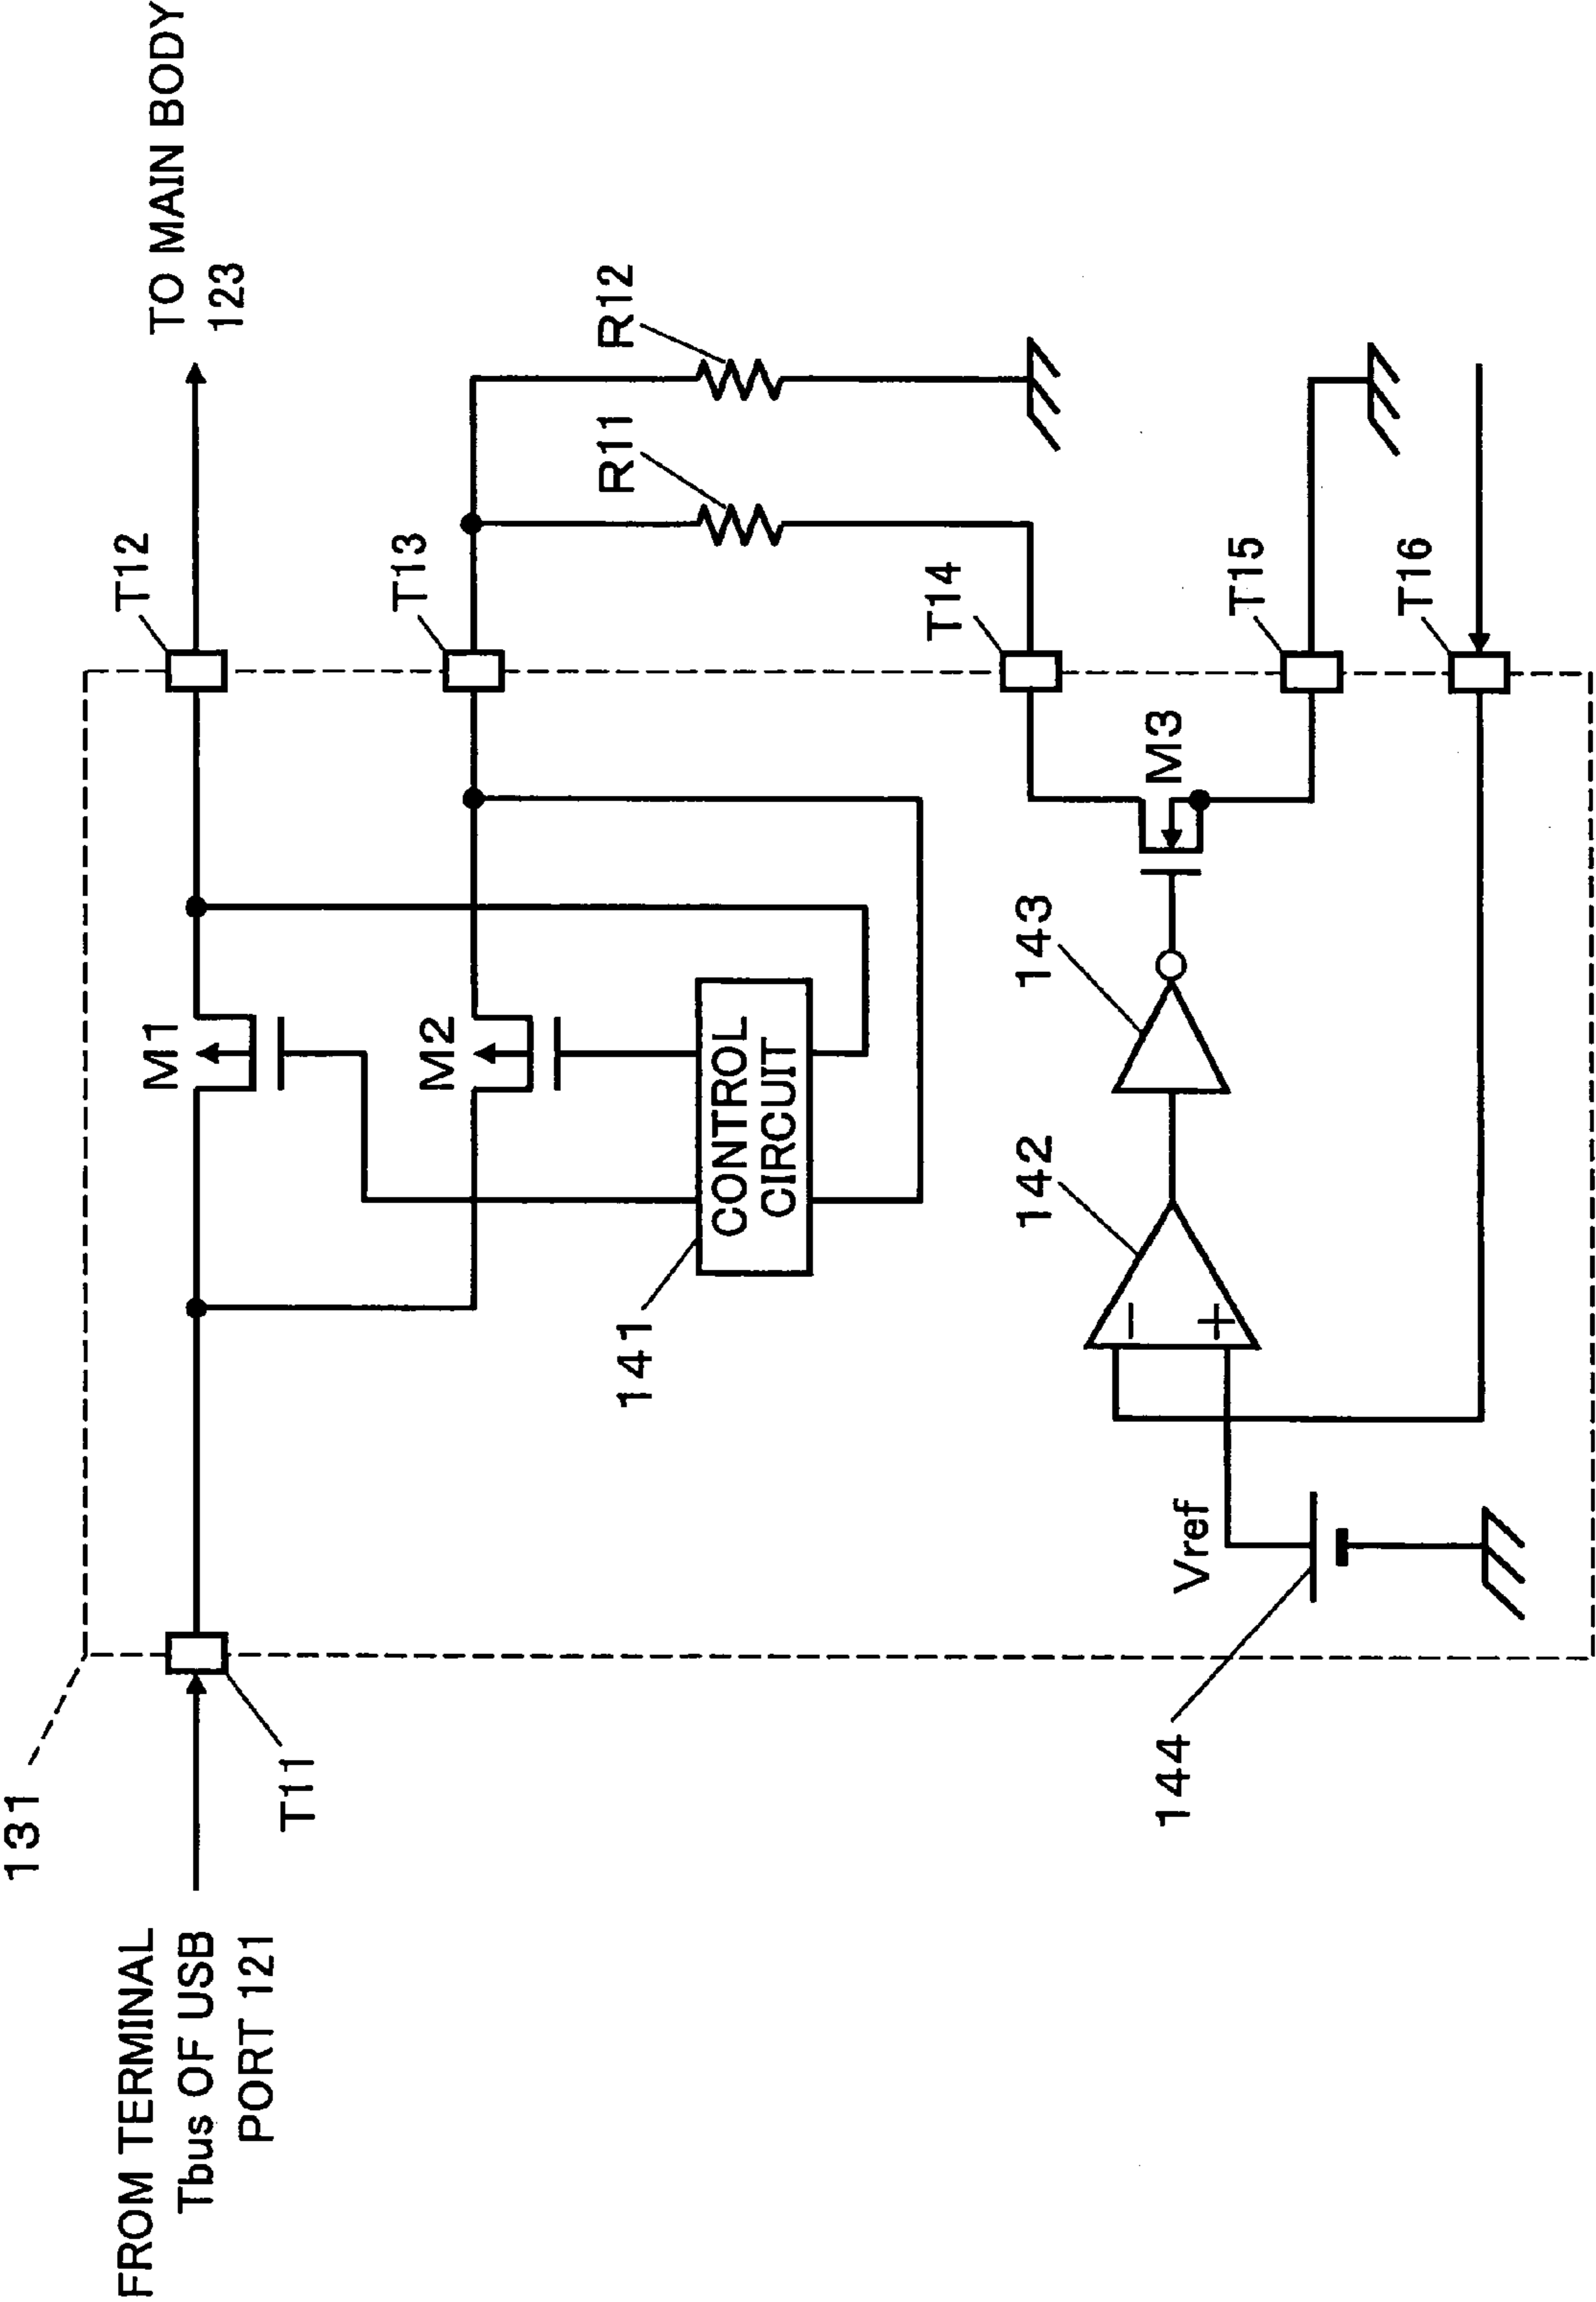 131
FROM TERMINAL
Tbus OF USB
PORT 121
T11
M1
T12
TO MAIN BODY
123
M2
T13
141
CONTROL
CIRCUIT
R11
R12
T14
142
143
M3
T15
Vref
−
+
144
T16